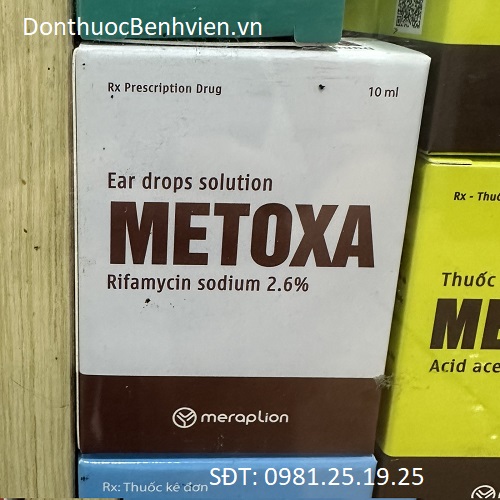 DonthuocBenhvien.vn
Rx Prescription Drug
10 ml
Ear drops solution
METOXA
Rifamycin sodium 2.6%
meraplion
Rx - Thuố
Thuốc
ME
Acid ace
Rx: Thuốc kê đơn
SĐT: 0981.25.19.25